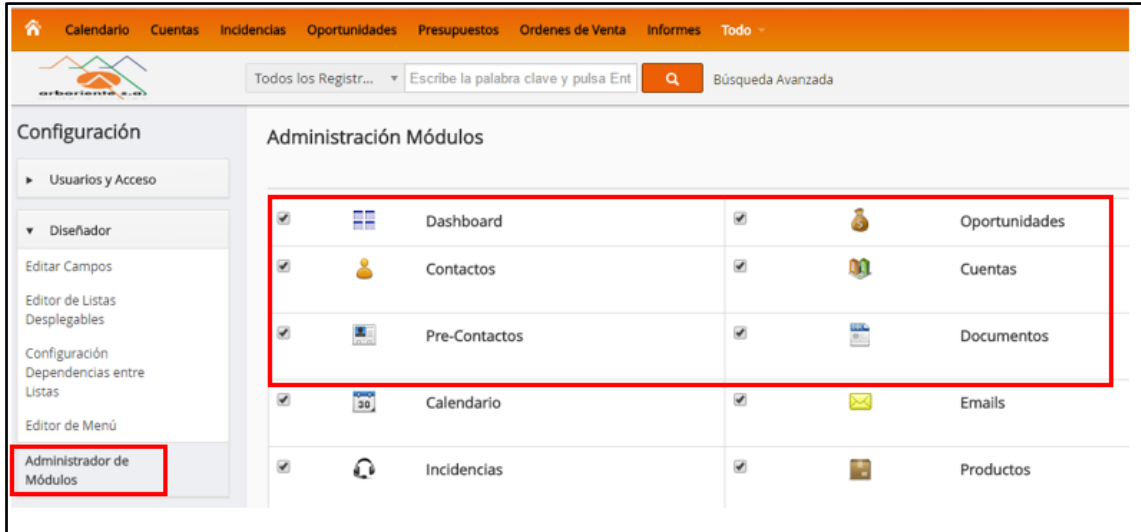 Calendario Cuentas Incidencias Oportunidades Presupuestos Ordenes de Venta Informes Todo
arboriente s.a.
Todos los Registr... Escribe la palabra clave y pulsa Ent Búsqueda Avanzada
Configuración
Usuarios y Acceso
Diseñador
Editar Campos
Editor de Listas
Desplegables
Configuración
Dependencias entre
Listas
Editor de Menú
Administrador de
Módulos
Administración Módulos
Dashboard Oportunidades
Contactos Cuentas
Pre-Contactos Documentos
30 Calendario Emails
Incidencias Productos